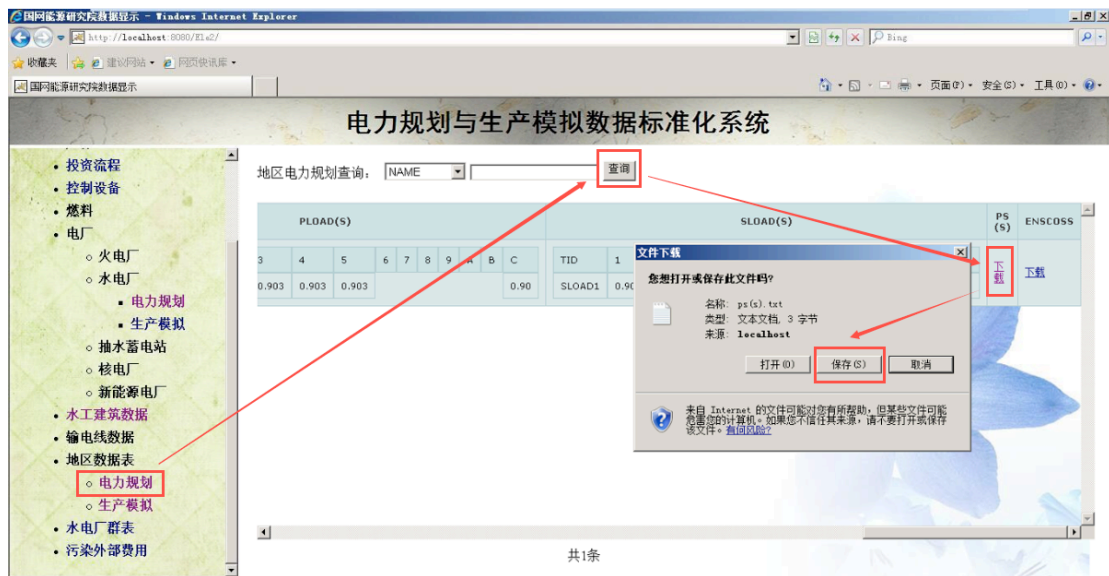 国网能源研究院数据显示 - Windows Internet Explorer
http://localhost:8080/Ele2/
Bing
收藏夹 建议网站 网页快讯库
国网能源研究院数据显示
页面(P) 安全(S) 工具(O)
电力规划与生产模拟数据标准化系统
投资流程
控制设备
燃料
电厂
火电厂
水电厂
电力规划
生产模拟
抽水蓄电站
核电厂
新能源电厂
水工建筑数据
输电线数据
地区数据表
电力规划
生产模拟
水电厂群表
污染外部费用
地区电力规划查询: NAME 查询
PLOAD(S) SLOAD(S) PS(S) ENSCOSS
3 4 5 6 7 8 9 A B C TID 1
0.903 0.903 0.903 0.90 SLOAD1 0.90
下载 下载
文件下载
您想打开或保存此文件吗?
名称: ps(s).txt
类型: 文本文档, 3 字节
来源: localhost
打开(O) 保存(S) 取消
来自 Internet 的文件可能对您有所帮助，但某些文件可能
危害您的计算机。如果您不信任其来源，请不要打开或保存
该文件。有何风险?
共1条